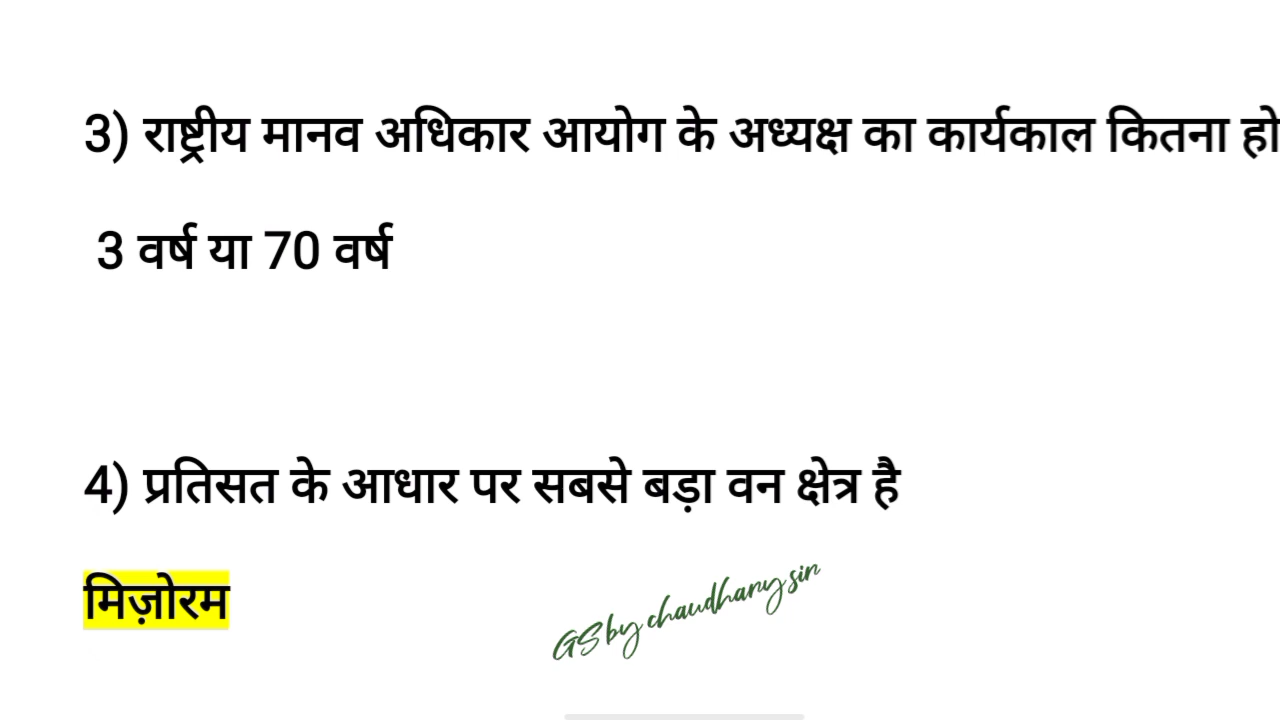 3) राष्ट्रीय मानव अधिकार आयोग के अध्यक्ष का कार्यकाल कितना हो
3 वर्ष या 70 वर्ष
4) प्रतिसत के आधार पर सबसे बड़ा वन क्षेत्र है
मिज़ोरम
GS by chaudhary sir